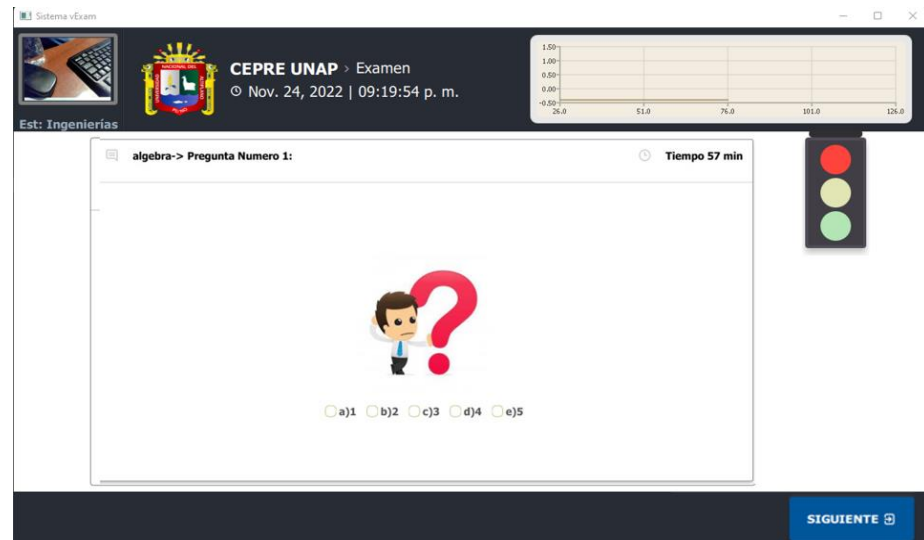 Sistema vExam
CEPRE UNAP > Examen
Nov. 24, 2022 | 09:19:54 p. m.
Est: Ingenierías
1.50
1.00
0.50
0.00
-0.50
26.0 51.0 76.0 101.0 126.0
algebra-> Pregunta Numero 1:
Tiempo 57 min
a)1 b)2 c)3 d)4 e)5
SIGUIENTE